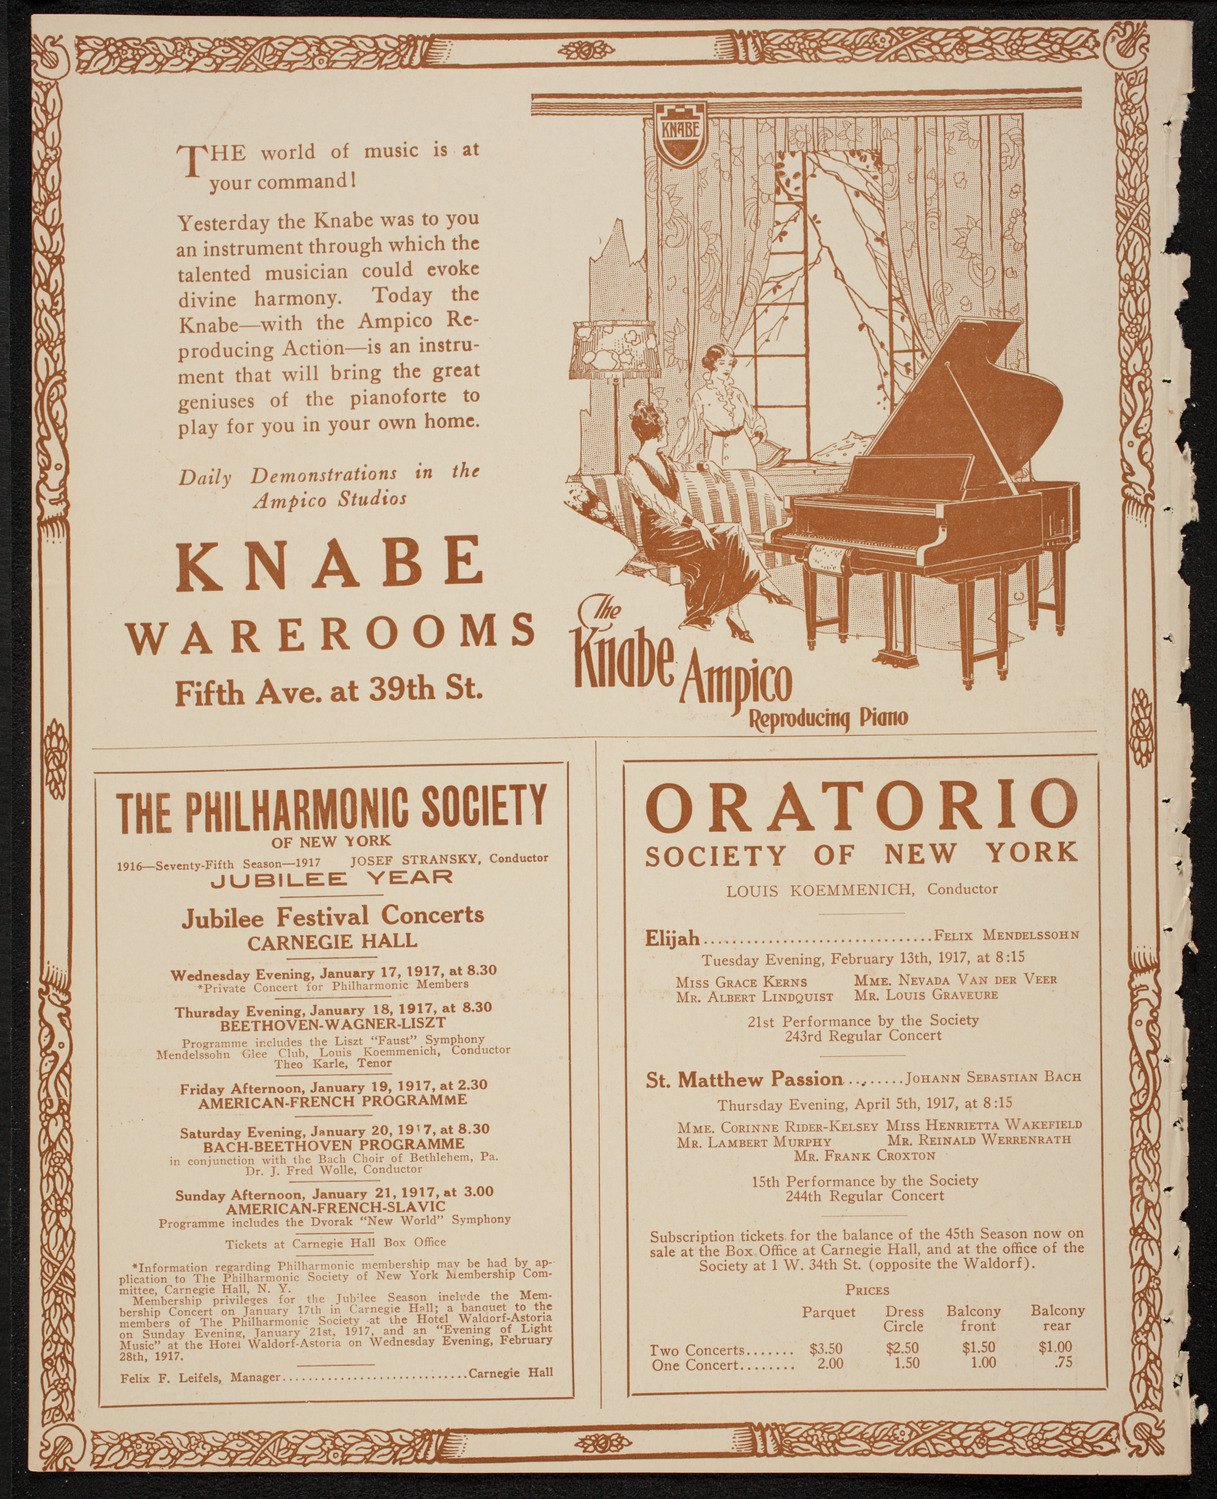 THE world of music is at
your command!
Yesterday the Knabe was to you
an instrument through which the
talented musician could evoke
divine harmony. Today the
Knabe—with the Ampico Re-
producing Action—is an instru-
ment that will bring the great
geniuses of the pianoforte to
play for you in your own home.
Daily Demonstrations in the
Ampico Studios
KNABE
WAREROOMS
Fifth Ave. at 39th St.
KNABE
The
Knabe Ampico
Reproducing Piano
THE PHILHARMONIC SOCIETY
OF NEW YORK
1916—Seventy-Fifth Season—1917 JOSEF STRANSKY, Conductor
JUBILEE YEAR
Jubilee Festival Concerts
CARNEGIE HALL
Wednesday Evening, January 17, 1917, at 8.30
*Private Concert for Philharmonic Members
Thursday Evening, January 18, 1917, at 8.30
BEETHOVEN-WAGNER-LISZT
Programme includes the Liszt "Faust" Symphony
Mendelssohn Glee Club, Louis Koemmenich, Conductor
Theo Karle, Tenor
Friday Afternoon, January 19, 1917, at 2.30
AMERICAN-FRENCH PROGRAMME
Saturday Evening, January 20, 1917, at 8.30
BACH-BEETHOVEN PROGRAMME
in conjunction with the Bach Choir of Bethlehem, Pa.
Dr. J. Fred Wolle, Conductor
Sunday Afternoon, January 21, 1917, at 3.00
AMERICAN-FRENCH-SLAVIC
Programme includes the Dvorak "New World" Symphony
Tickets at Carnegie Hall Box Office
*Information regarding Philharmonic membership may be had by ap-
plication to The Philharmonic Society of New York Membership Com-
mittee, Carnegie Hall, N. Y.
Membership privileges for the Jubilee Season include the Mem-
bership Concert on January 17th in Carnegie Hall; a banquet to the
members of The Philharmonic Society at the Hotel Waldorf-Astoria
on Sunday Evening, January 21st, 1917, and an "Evening of Light
Music" at the Hotel Waldorf-Astoria on Wednesday Evening, February
28th, 1917.
Felix F. Leifels, Manager............................Carnegie Hall
ORATORIO
SOCIETY OF NEW YORK
LOUIS KOEMMENICH, Conductor
Elijah...............................FELIX MENDELSSOHN
Tuesday Evening, February 13th, 1917, at 8:15
MISS GRACE KERNS MME. NEVADA VAN DER VEER
MR. ALBERT LINDQUIST MR. LOUIS GRAVEURE
21st Performance by the Society
243rd Regular Concert
St. Matthew Passion.........JOHANN SEBASTIAN BACH
Thursday Evening, April 5th, 1917, at 8:15
MME. CORINNE RIDER-KELSEY MISS HENRIETTA WAKEFIELD
MR. LAMBERT MURPHY MR. REINALD WERRENRATH
MR. FRANK CROXTON
15th Performance by the Society
244th Regular Concert
Subscription tickets for the balance of the 45th Season now on
sale at the Box Office at Carnegie Hall, and at the office of the
Society at 1 W. 34th St. (opposite the Waldorf).
PRICES
Parquet Dress Balcony Balcony
Circle front rear
Two Concerts....... $3.50 $2.50 $1.50 $1.00
One Concert........ 2.00 1.50 1.00 .75